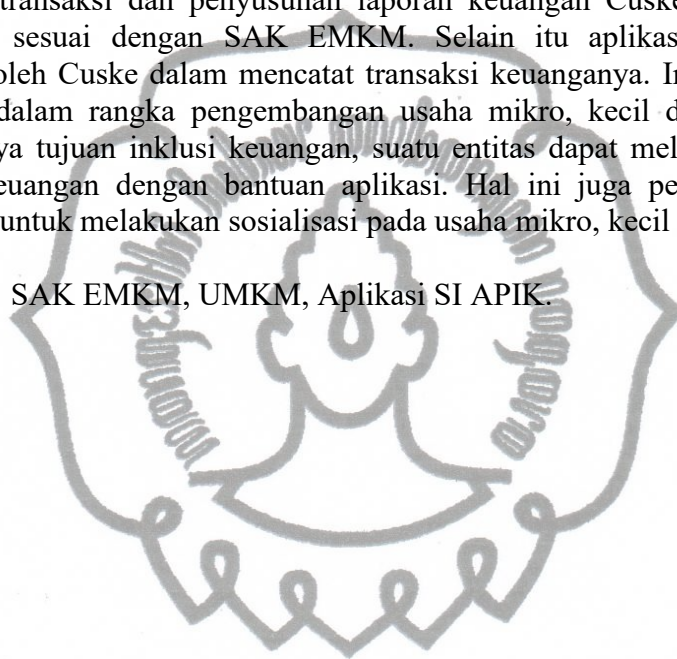 transaksi dan penyusunan laporan keuangan Cuske
sesuai dengan SAK EMKM. Selain itu aplikas
oleh Cuske dalam mencatat transaksi keuanganya. In
dalam rangka pengembangan usaha mikro, kecil d
ya tujuan inklusi keuangan, suatu entitas dapat mel
euangan dengan bantuan aplikasi. Hal ini juga pe
untuk melakukan sosialisasi pada usaha mikro, kecil
SAK EMKM, UMKM, Aplikasi SI APIK.